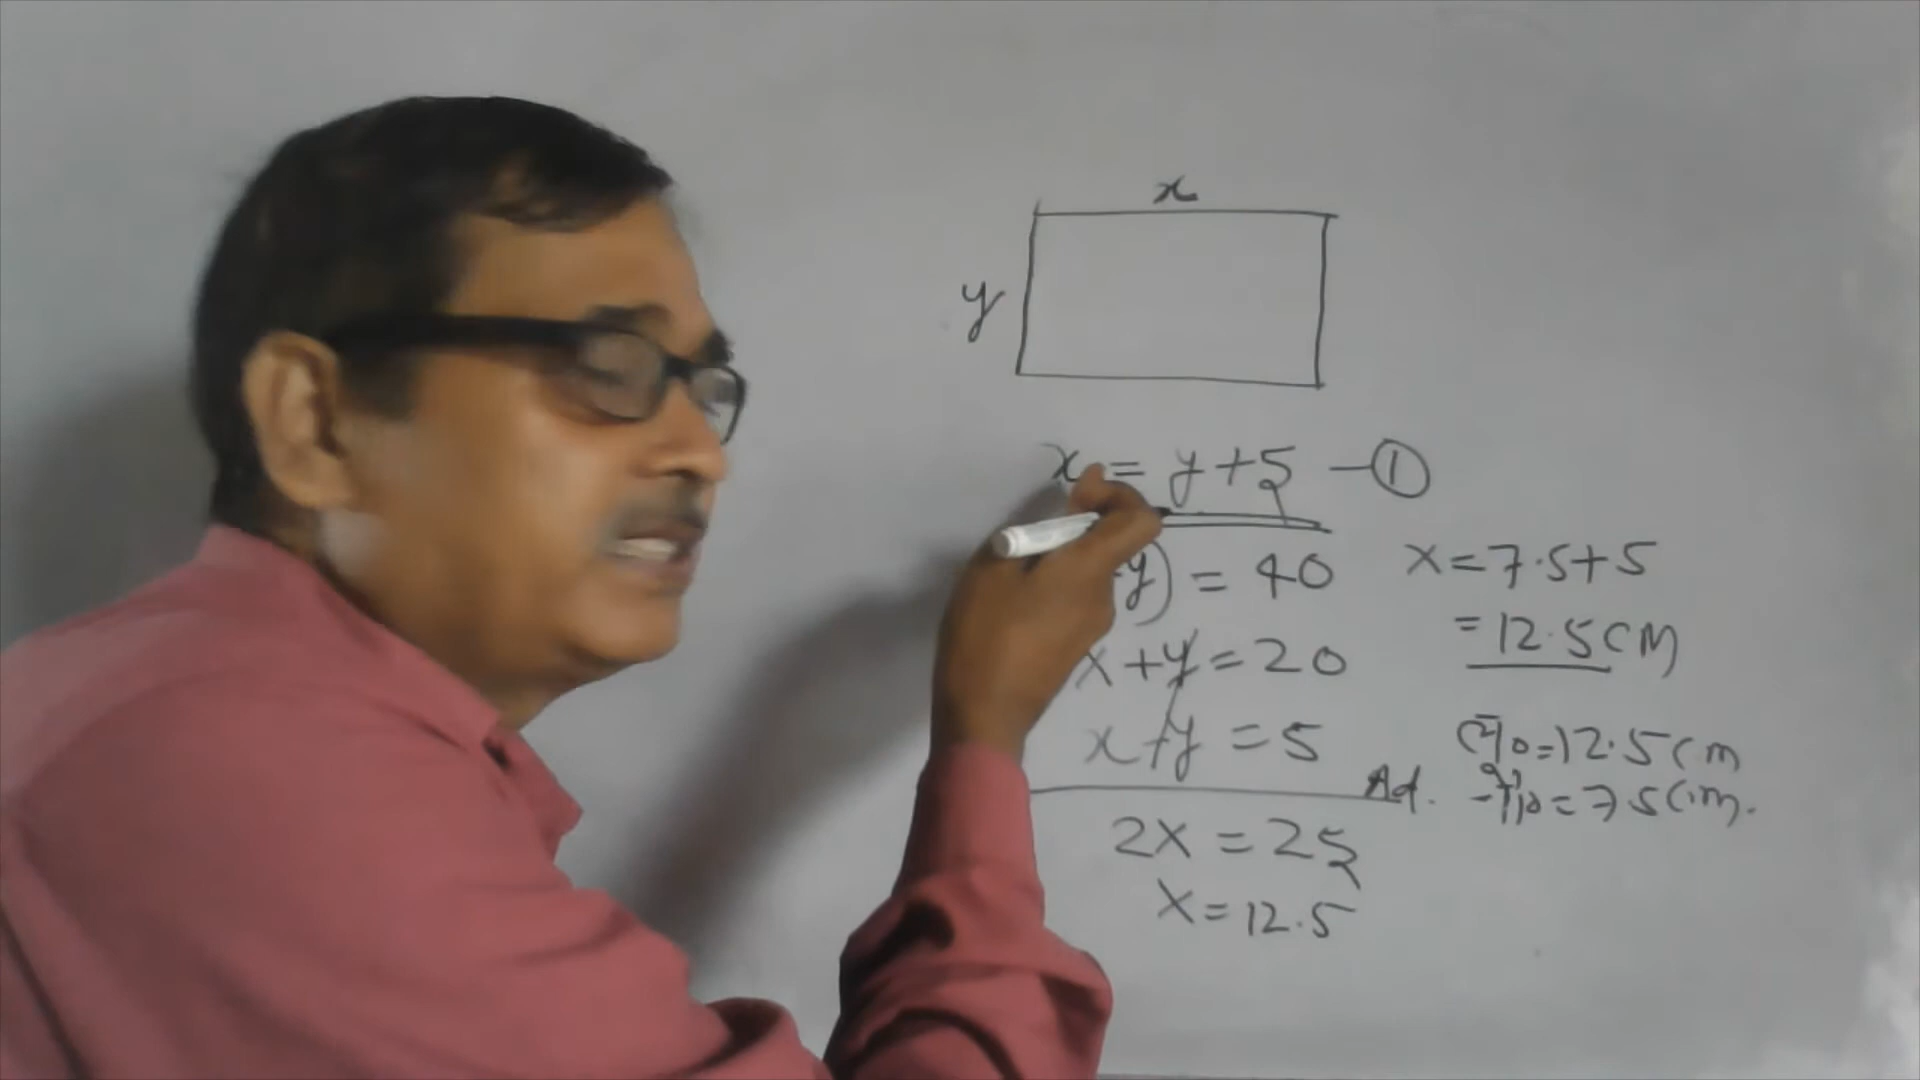 x
y
x = y+5 —①
y) = 40
x+y=20
x-y = 5
Ad.
2x = 25
x = 12.5
x = 7.5+5
= 12.5 CM
=12.5 cm
= 7.5 cm.